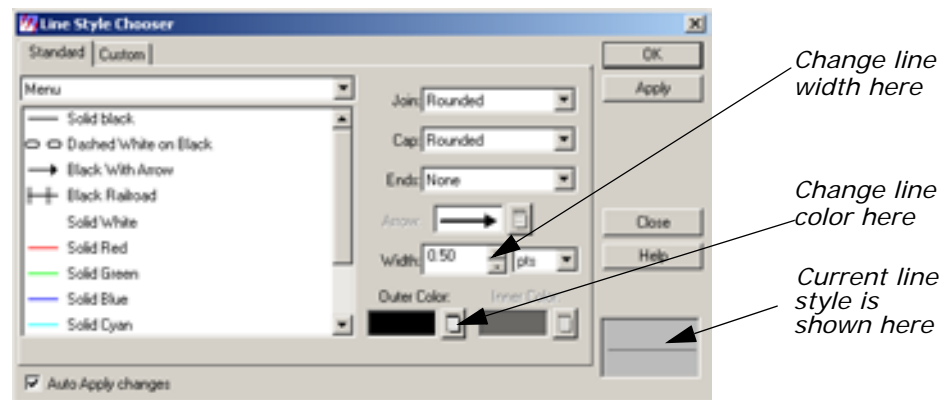 Line Style Chooser
Standard
Custom
OK
Apply
Close
Help
Menu
Solid black
Dashed White on Black
Black With Arrow
Black Railroad
Solid White
Solid Red
Solid Green
Solid Blue
Solid Cyan
Join: Rounded
Cap: Rounded
Ends: None
Arrow:
Width: 0.50 pts
Outer Color:
Inner Color:
Auto Apply changes
Change line
width here
Change line
color here
Current line
style is
shown here